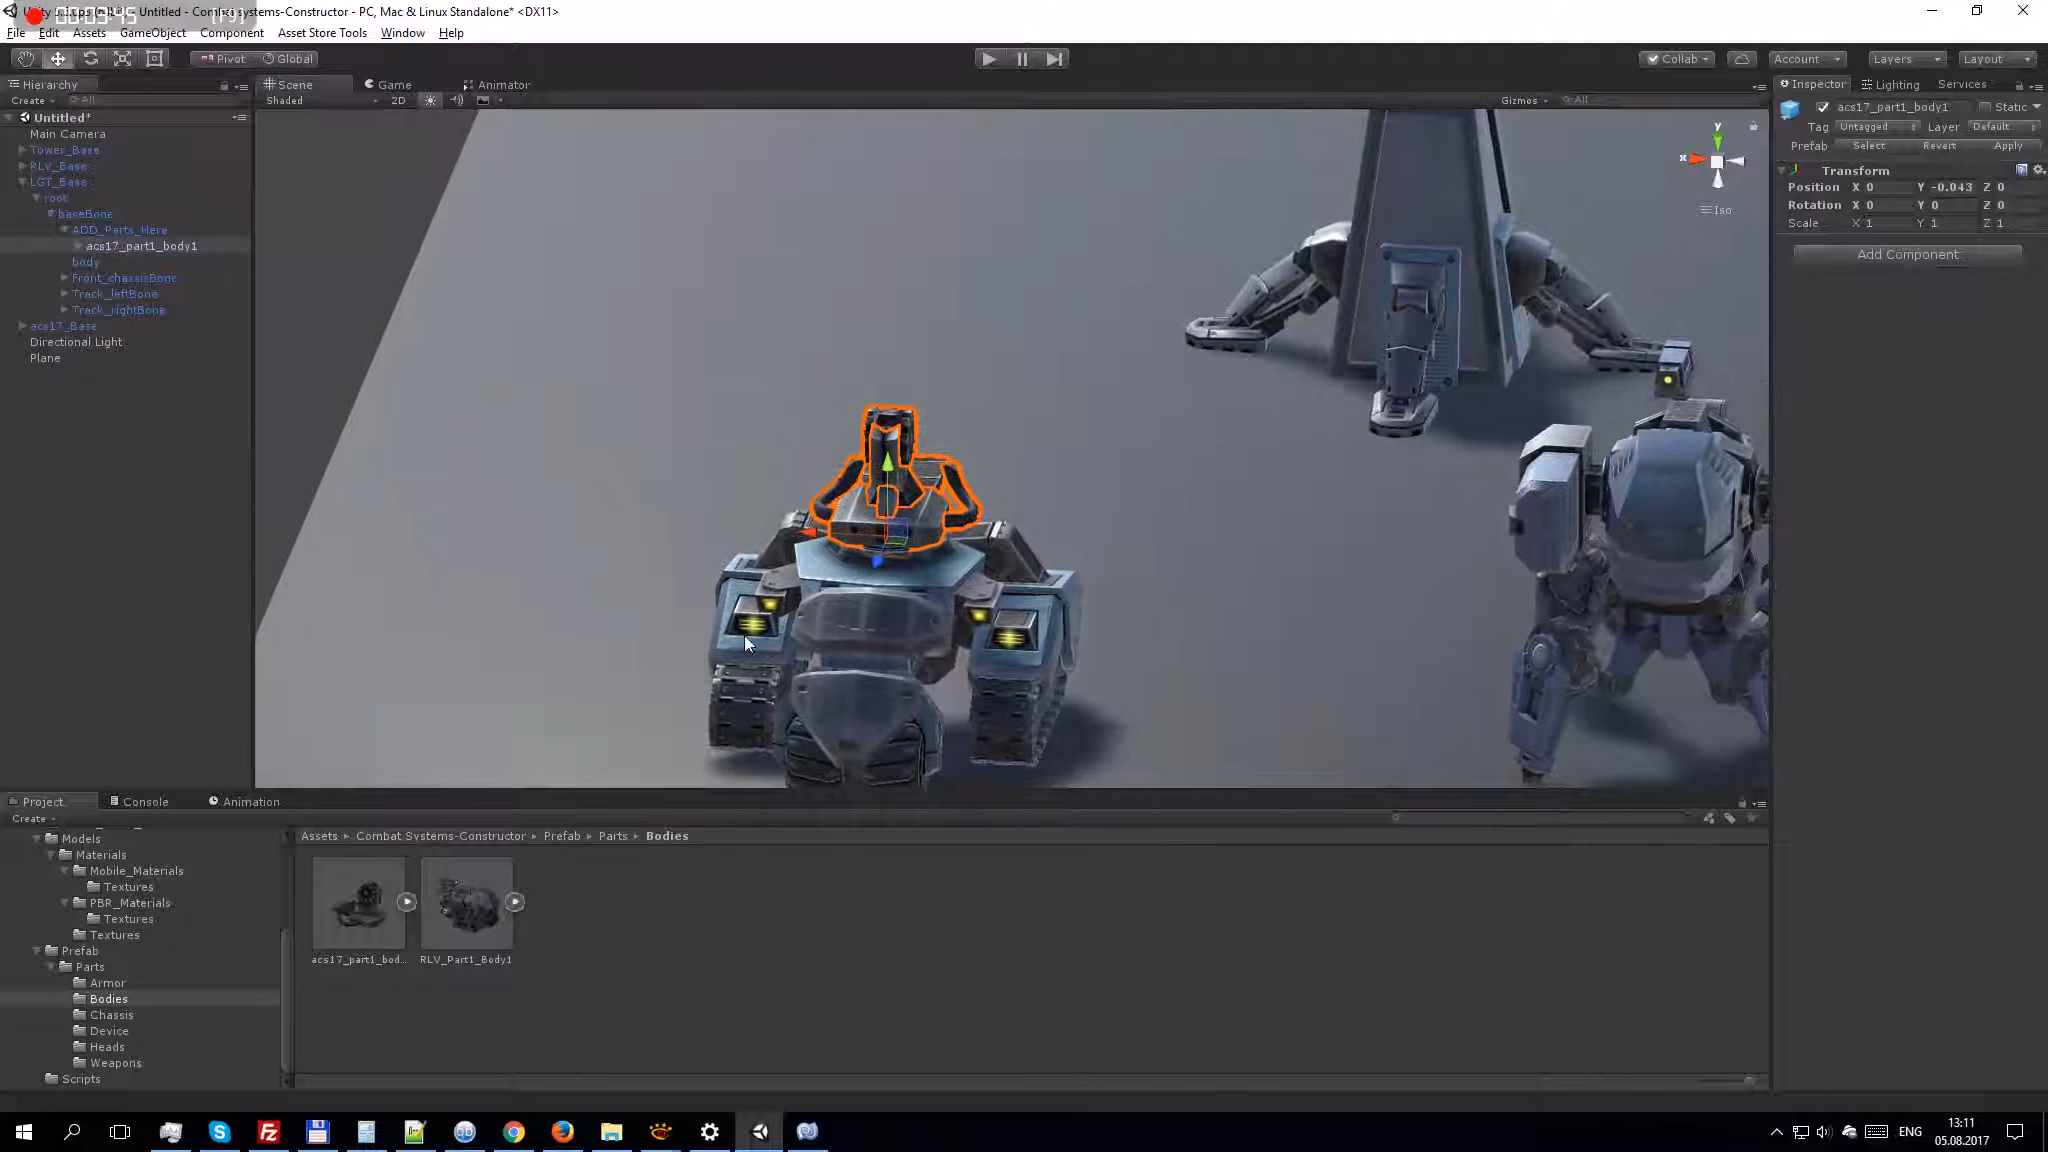 Untitled - Combat systems-Constructor - PC, Mac & Linux Standalone* <DX11>
[F9]
File Edit Assets GameObject Component Asset Store Tools Window Help
Pivot Global
Collab Account Layers Layout
Hierarchy
Create All
Untitled*
Main Camera
Tower_Base
RLV_Base
LGT_Base
root
baseBone
ADD_Parts_Here
acs17_part1_body1
body
Front_chassisBone
Track_leftBone
Track_rightBone
acs17_Base
Directional Light
Plane
Scene Game Animator
Shaded 2D Gizmos All
y
x
Iso
Inspector Lighting Services
acs17_part1_body1 Static
Tag Untagged Layer Default
Prefab Select Revert Apply
Transform
Position X 0 Y -0.043 Z 0
Rotation X 0 Y 0 Z 0
Scale X 1 Y 1 Z 1
Add Component
Project Console Animation
Create
Models
Materials
Mobile_Materials
Textures
PBR_Materials
Textures
Textures
Prefab
Parts
Armor
Bodies
Chassis
Device
Heads
Weapons
Scripts
Assets Combat Systems-Constructor Prefab Parts Bodies
acs17_part1_bod...
RLV_Part1_Body1
ENG
13:11
05.08.2017